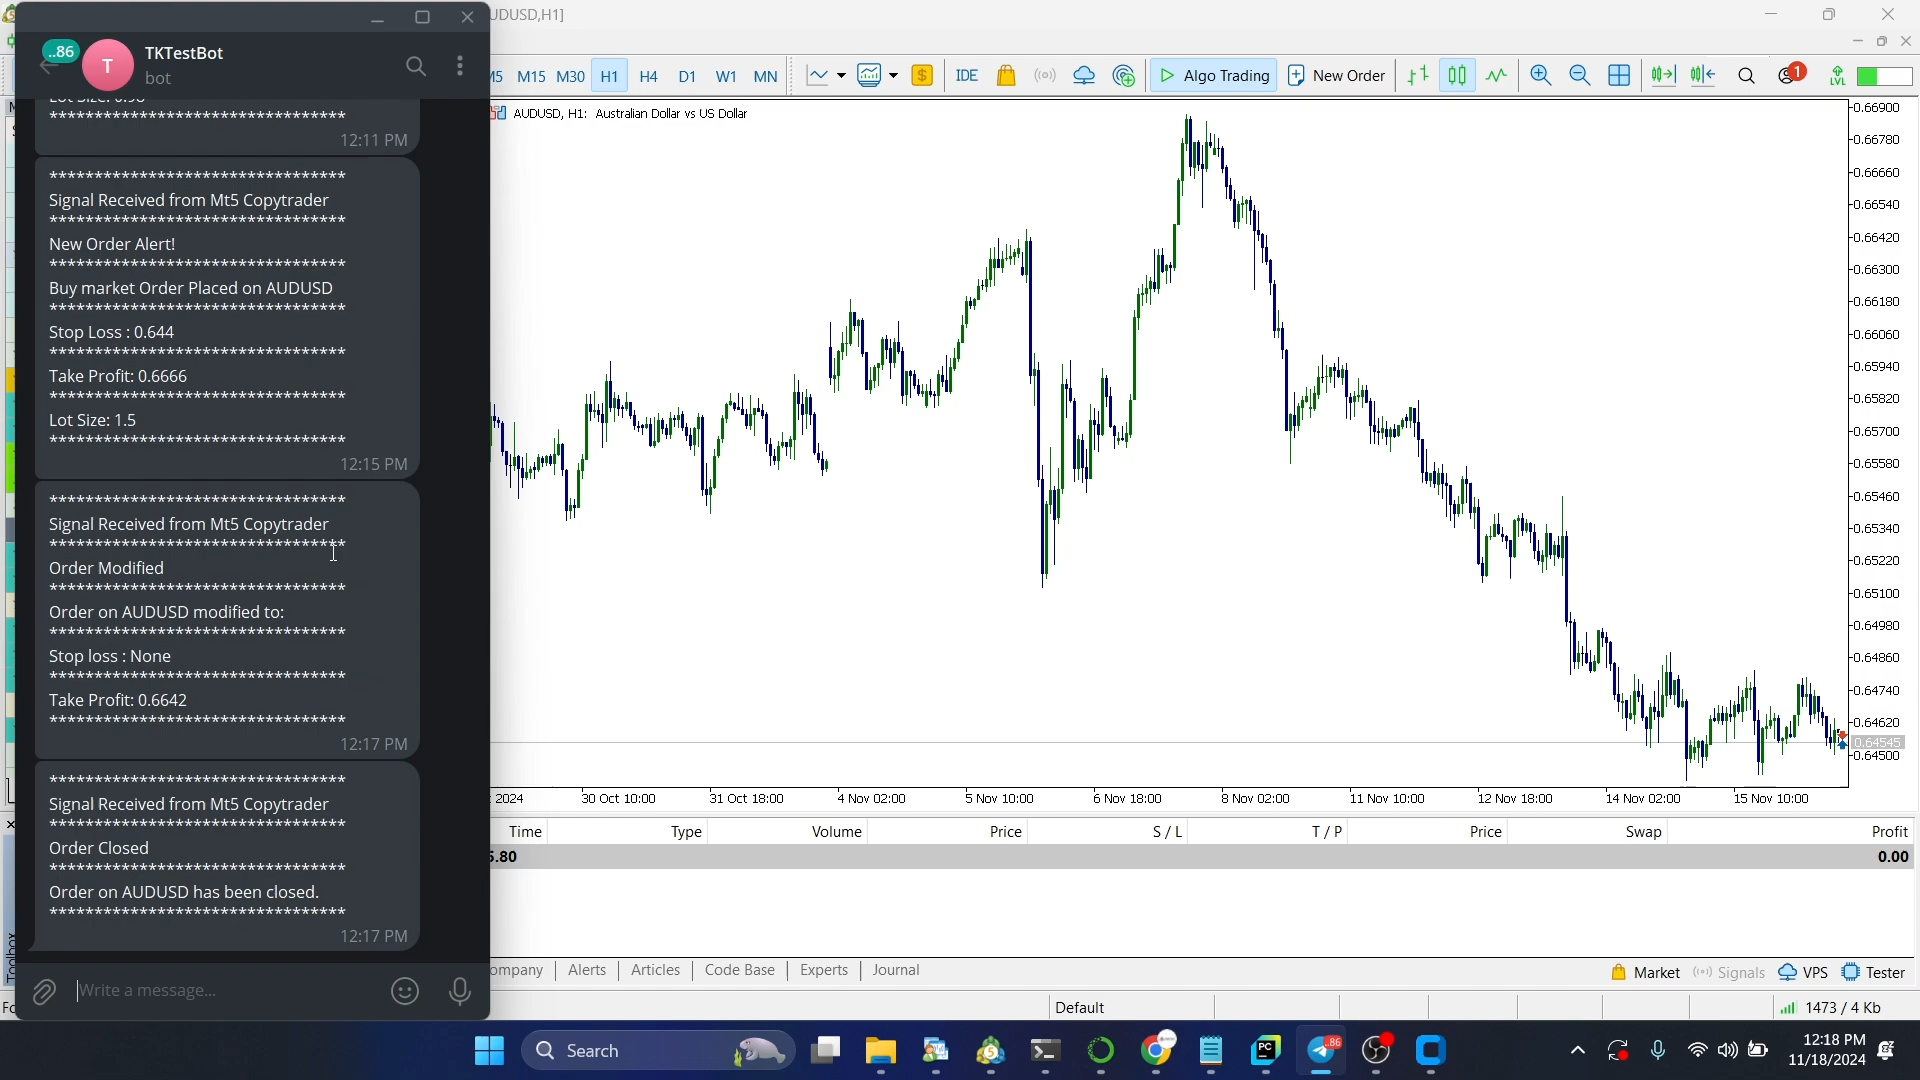 UDUSD,H1]
..86
T
TKTestBot
bot
*********************************
12:11 PM
*********************************
Signal Received from Mt5 Copytrader
*********************************
New Order Alert!
*********************************
Buy market Order Placed on AUDUSD
*********************************
Stop Loss : 0.644
*********************************
Take Profit: 0.6666
*********************************
Lot Size: 1.5
*********************************
12:15 PM
*********************************
Signal Received from Mt5 Copytrader
*********************************
Order Modified
*********************************
Order on AUDUSD modified to:
*********************************
Stop loss : None
*********************************
Take Profit: 0.6642
*********************************
12:17 PM
*********************************
Signal Received from Mt5 Copytrader
*********************************
Order Closed
*********************************
Order on AUDUSD has been closed.
*********************************
12:17 PM
Write a message...
M5 M15 M30 H1 H4 D1 W1 MN IDE Algo Trading New Order 1 LVL
AUDUSD, H1: Australian Dollar vs US Dollar
0.66900
0.66780
0.66660
0.66540
0.66420
0.66300
0.66180
0.66060
0.65940
0.65820
0.65700
0.65580
0.65460
0.65340
0.65220
0.65100
0.64980
0.64860
0.64740
0.64620
0.64545
0.64500
2024 30 Oct 10:00 31 Oct 18:00 4 Nov 02:00 5 Nov 10:00 6 Nov 18:00 8 Nov 02:00 11 Nov 10:00 12 Nov 18:00 14 Nov 02:00 15 Nov 10:00
Time Type Volume Price S / L T / P Price Swap Profit
5.80 0.00
Toolbox
ompany Alerts Articles Code Base Experts Journal Market Signals VPS Tester
Default 1473 / 4 Kb
Search PC 86 12:18 PM
11/18/2024